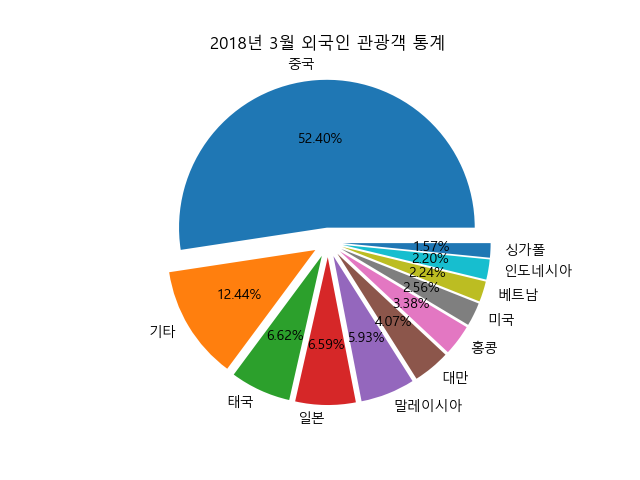 2018년 3월 외국인 관광객 통계
중국
52.40%
1.57%
싱가폴
2.20%
인도네시아
2.24%
베트남
2.56%
미국
3.38%
홍콩
4.07%
대만
5.93%
말레이시아
6.59%
일본
6.62%
태국
12.44%
기타